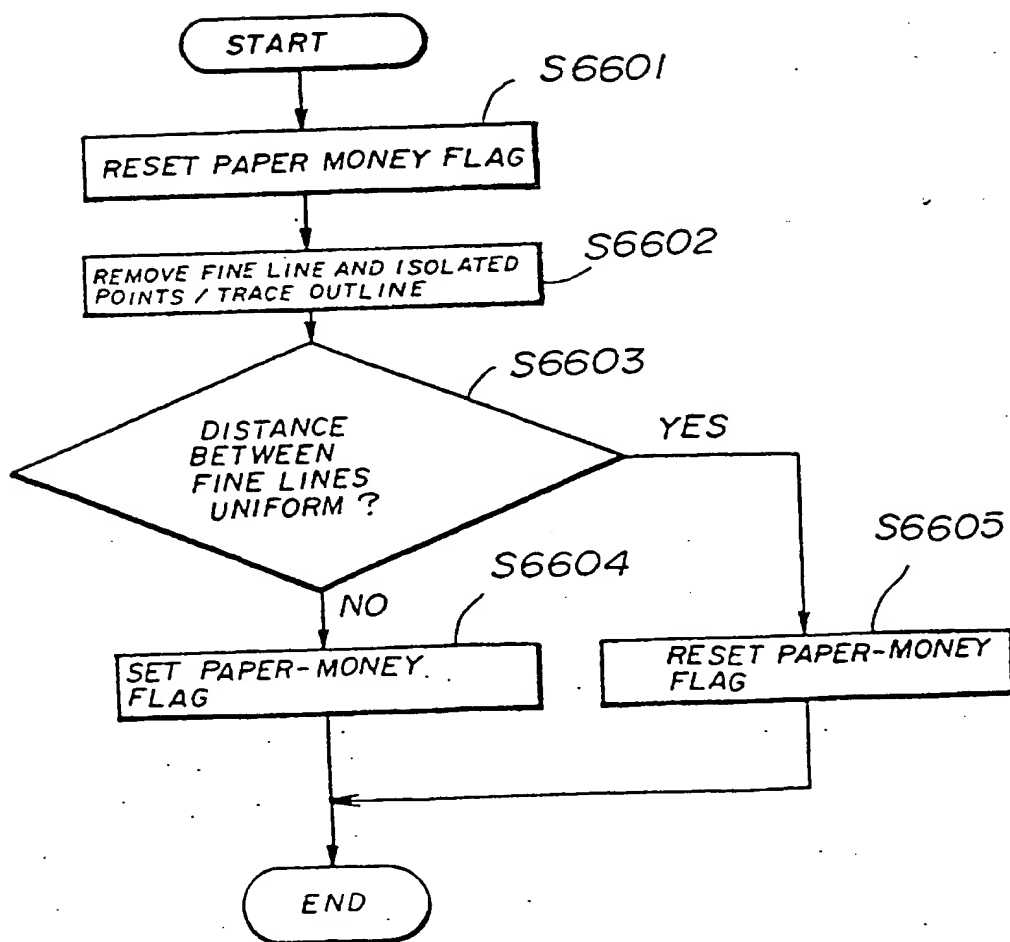 START
S6601
RESET PAPER MONEY FLAG
S6602
REMOVE FINE LINE AND ISOLATED
POINTS / TRACE OUTLINE
S6603
DISTANCE
BETWEEN
FINE LINES
UNIFORM ?
YES
S6605
S6604
NO
SET PAPER-MONEY
FLAG
RESET PAPER-MONEY
FLAG
END